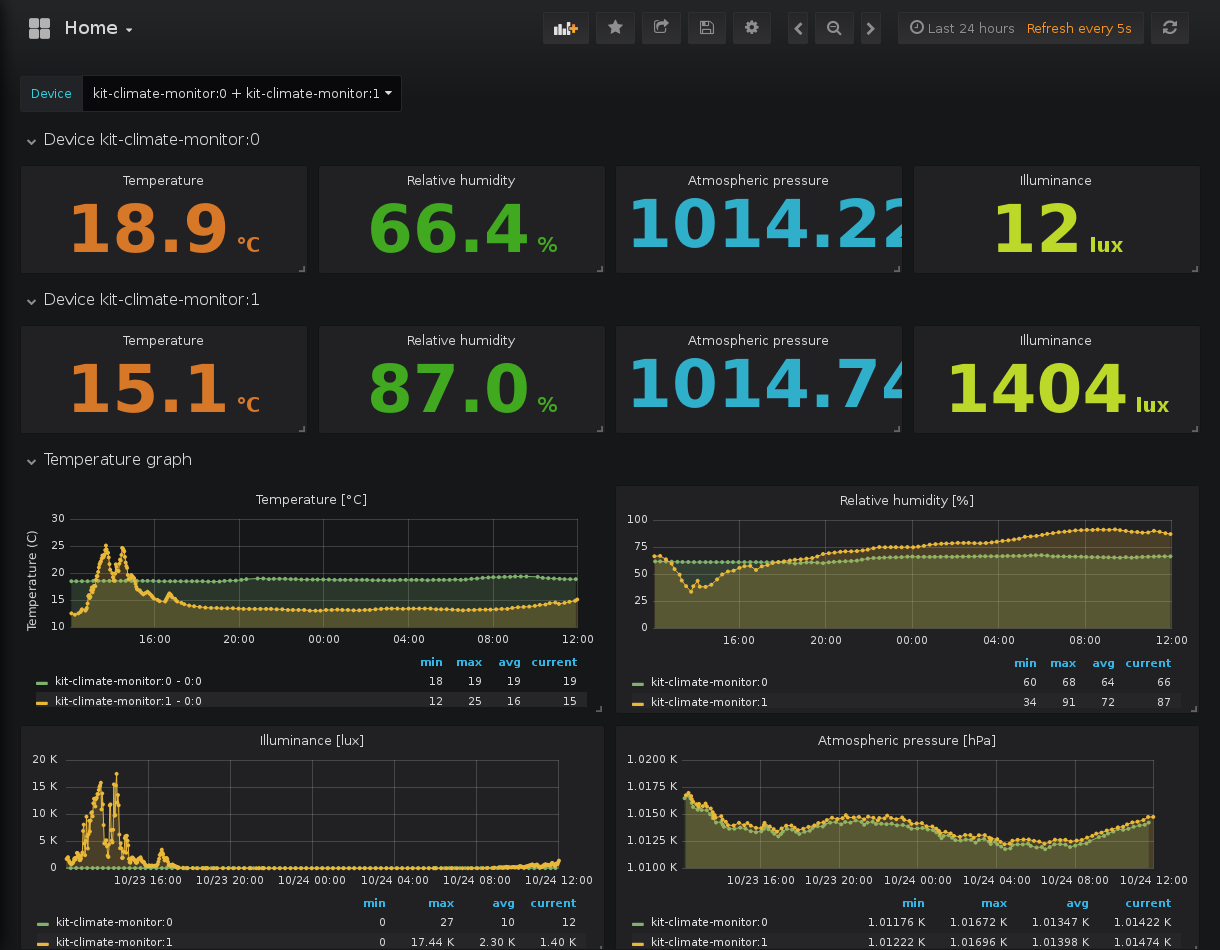 Home
Last 24 hours Refresh every 5s
Device kit-climate-monitor:0 + kit-climate-monitor:1
Device kit-climate-monitor:0
Temperature Relative humidity Atmospheric pressure Illuminance
18.9 °C 66.4 % 1014.22 12 lux
Device kit-climate-monitor:1
Temperature Relative humidity Atmospheric pressure Illuminance
15.1 °C 87.0 % 1014.74 1404 lux
Temperature graph
Temperature [°C]
Temperature (C)
30
25
20
15
10
16:00 20:00 00:00 04:00 08:00 12:00
min max avg current
kit-climate-monitor:0 - 0:0 18 19 19 19
kit-climate-monitor:1 - 0:0 12 25 16 15
Relative humidity [%]
100
75
50
25
0
16:00 20:00 00:00 04:00 08:00 12:00
min max avg current
kit-climate-monitor:0 60 68 64 66
kit-climate-monitor:1 34 91 72 87
Illuminance [lux]
20 K
15 K
10 K
5 K
0
10/23 16:00 10/23 20:00 10/24 00:00 10/24 04:00 10/24 08:00 10/24 12:00
min max avg current
kit-climate-monitor:0 0 27 10 12
kit-climate-monitor:1 0 17.44 K 2.30 K 1.40 K
Atmospheric pressure [hPa]
1.0200 K
1.0175 K
1.0150 K
1.0125 K
1.0100 K
10/23 16:00 10/23 20:00 10/24 00:00 10/24 04:00 10/24 08:00 10/24 12:00
min max avg current
kit-climate-monitor:0 1.01176 K 1.01672 K 1.01347 K 1.01422 K
kit-climate-monitor:1 1.01222 K 1.01696 K 1.01398 K 1.01474 K